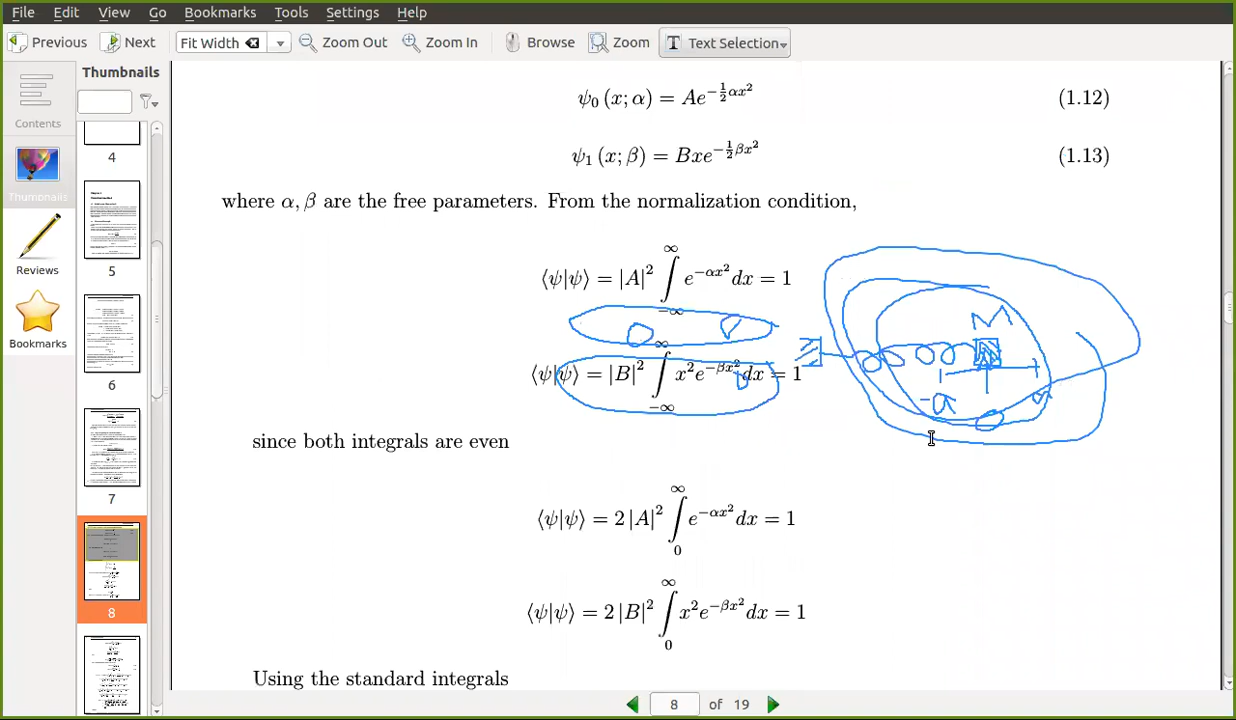 File Edit View Go Bookmarks Tools Settings Help
Previous Next Fit Width Zoom Out Zoom In Browse Zoom Text Selection
Contents
Thumbnails
Reviews
Bookmarks
Thumbnails
4
5
6
7
8
ψ₀ (x; α) = Ae^{−½αx²} (1.12)
ψ₁ (x; β) = Bxe^{−½βx²} (1.13)
where α, β are the free parameters. From the normalization condition,
⟨ψ|ψ⟩ = |A|² ∫_{−∞}^{∞} e^{−αx²} dx = 1
⟨ψ|ψ⟩ = |B|² ∫_{−∞}^{∞} x² e^{−βx²} dx = 1
M
−a a
0
since both integrals are even
⟨ψ|ψ⟩ = 2 |A|² ∫_{0}^{∞} e^{−αx²} dx = 1
⟨ψ|ψ⟩ = 2 |B|² ∫_{0}^{∞} x² e^{−βx²} dx = 1
Using the standard integrals
8 of 19